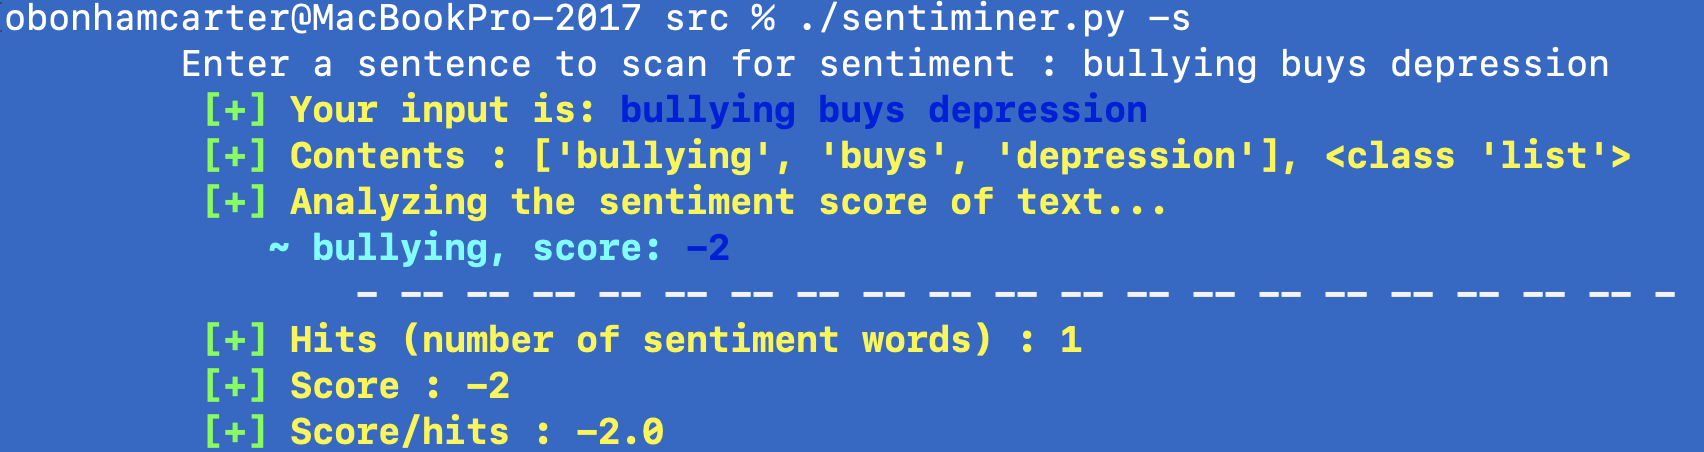 obonhamcarter@MacBookPro-2017 src % ./sentiminer.py -s
Enter a sentence to scan for sentiment : bullying buys depression
[+] Your input is: bullying buys depression
[+] Contents : ['bullying', 'buys', 'depression'], <class 'list'>
[+] Analyzing the sentiment score of text...
~ bullying, score: -2
- -- -- -- -- -- -- -- -- -- -- -- -- -- -- -- -- -- -- -- -
[+] Hits (number of sentiment words) : 1
[+] Score : -2
[+] Score/hits : -2.0